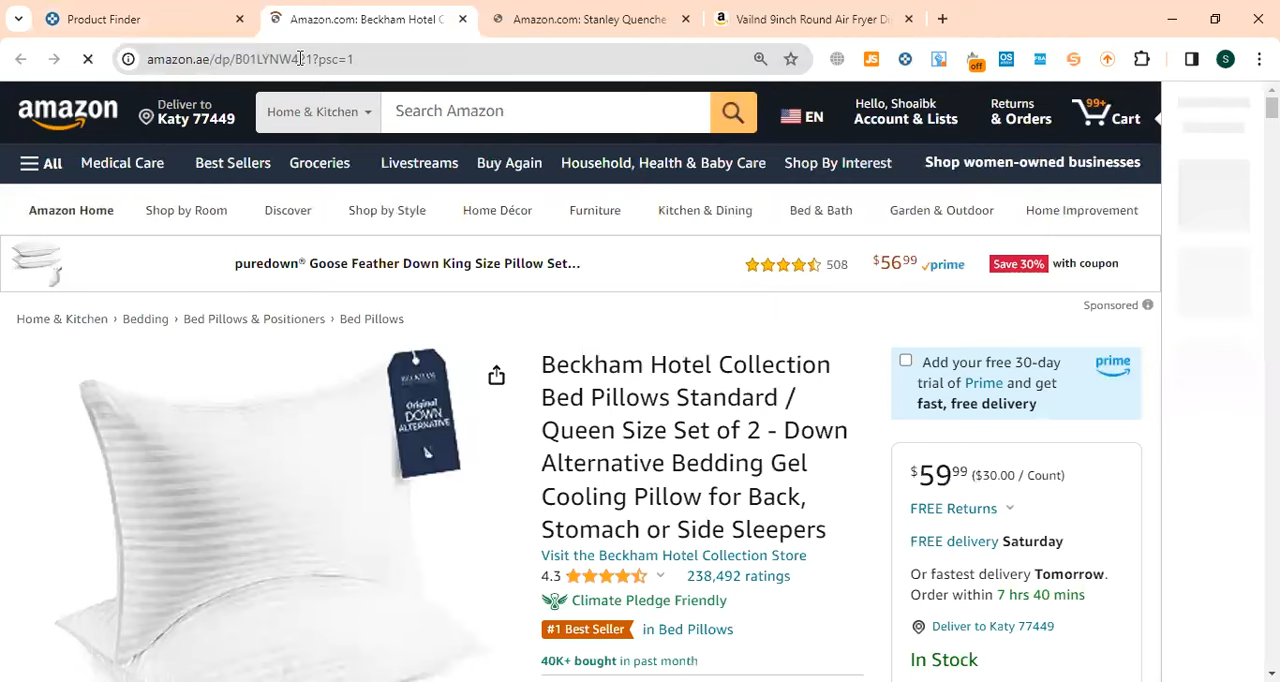 Product Finder
Amazon.com: Beckham Hotel C
Amazon.com: Stanley Quenche
Vailnd 9inch Round Air Fryer Di
amazon.ae/dp/B01LYNW421?psc=1
JS
off
OS
FBA
S
S
amazon
Deliver to
Katy 77449
Home & Kitchen
Search Amazon
EN
Hello, Shoaibk
Account & Lists
Returns
& Orders
99+
Cart
All
Medical Care
Best Sellers
Groceries
Livestreams
Buy Again
Household, Health & Baby Care
Shop By Interest
Shop women-owned businesses
Amazon Home
Shop by Room
Discover
Shop by Style
Home Décor
Furniture
Kitchen & Dining
Bed & Bath
Garden & Outdoor
Home Improvement
puredown® Goose Feather Down King Size Pillow Set...
508
$56 99
prime
Save 30%
with coupon
Sponsored
Home & Kitchen › Bedding › Bed Pillows & Positioners › Bed Pillows
BECKHAM
Original
DOWN
ALTERNATIVE
Beckham Hotel Collection
Bed Pillows Standard /
Queen Size Set of 2 - Down
Alternative Bedding Gel
Cooling Pillow for Back,
Stomach or Side Sleepers
Visit the Beckham Hotel Collection Store
4.3
238,492 ratings
Climate Pledge Friendly
#1 Best Seller
in Bed Pillows
40K+ bought in past month
Add your free 30-day
trial of Prime and get
fast, free delivery
prime
$59 99 ($30.00 / Count)
FREE Returns
FREE delivery Saturday
Or fastest delivery Tomorrow.
Order within 7 hrs 40 mins
Deliver to Katy 77449
In Stock